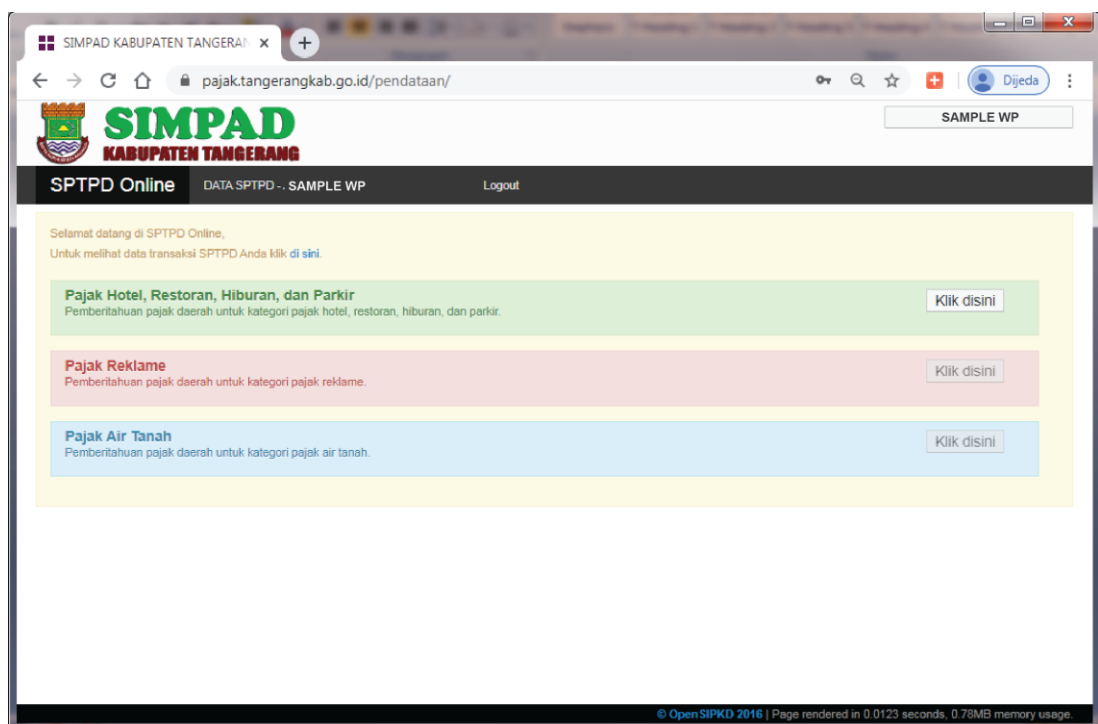 SIMPAD KABUPATEN TANGERAN
pajak.tangerangkab.go.id/pendataan/
Dijeda
SIMPAD
KABUPATEN TANGERANG
SAMPLE WP
SPTPD Online DATA SPTPD -. SAMPLE WP Logout
Selamat datang di SPTPD Online,
Untuk melihat data transaksi SPTPD Anda klik di sini.
Pajak Hotel, Restoran, Hiburan, dan Parkir
Pemberitahuan pajak daerah untuk kategori pajak hotel, restoran, hiburan, dan parkir.
Klik disini
Pajak Reklame
Pemberitahuan pajak daerah untuk kategori pajak reklame.
Klik disini
Pajak Air Tanah
Pemberitahuan pajak daerah untuk kategori pajak air tanah.
Klik disini
© OpenSIPKD 2016 | Page rendered in 0.0123 seconds, 0.78MB memory usage.